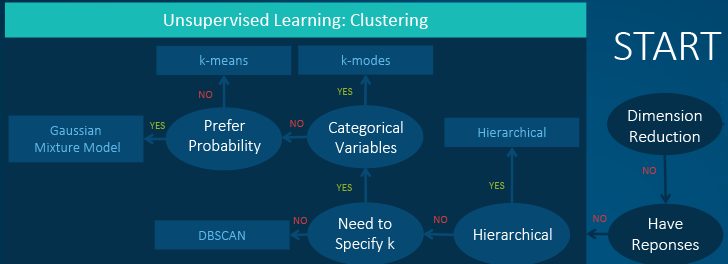 Unsupervised Learning: Clustering
START
k-means
k-modes
NO
YES
Gaussian
Mixture Model
YES
Prefer
Probability
NO
Categorical
Variables
Hierarchical
Dimension
Reduction
YES
YES
NO
DBSCAN
NO
Need to
Specify k
NO
Hierarchical
NO
Have
Reponses